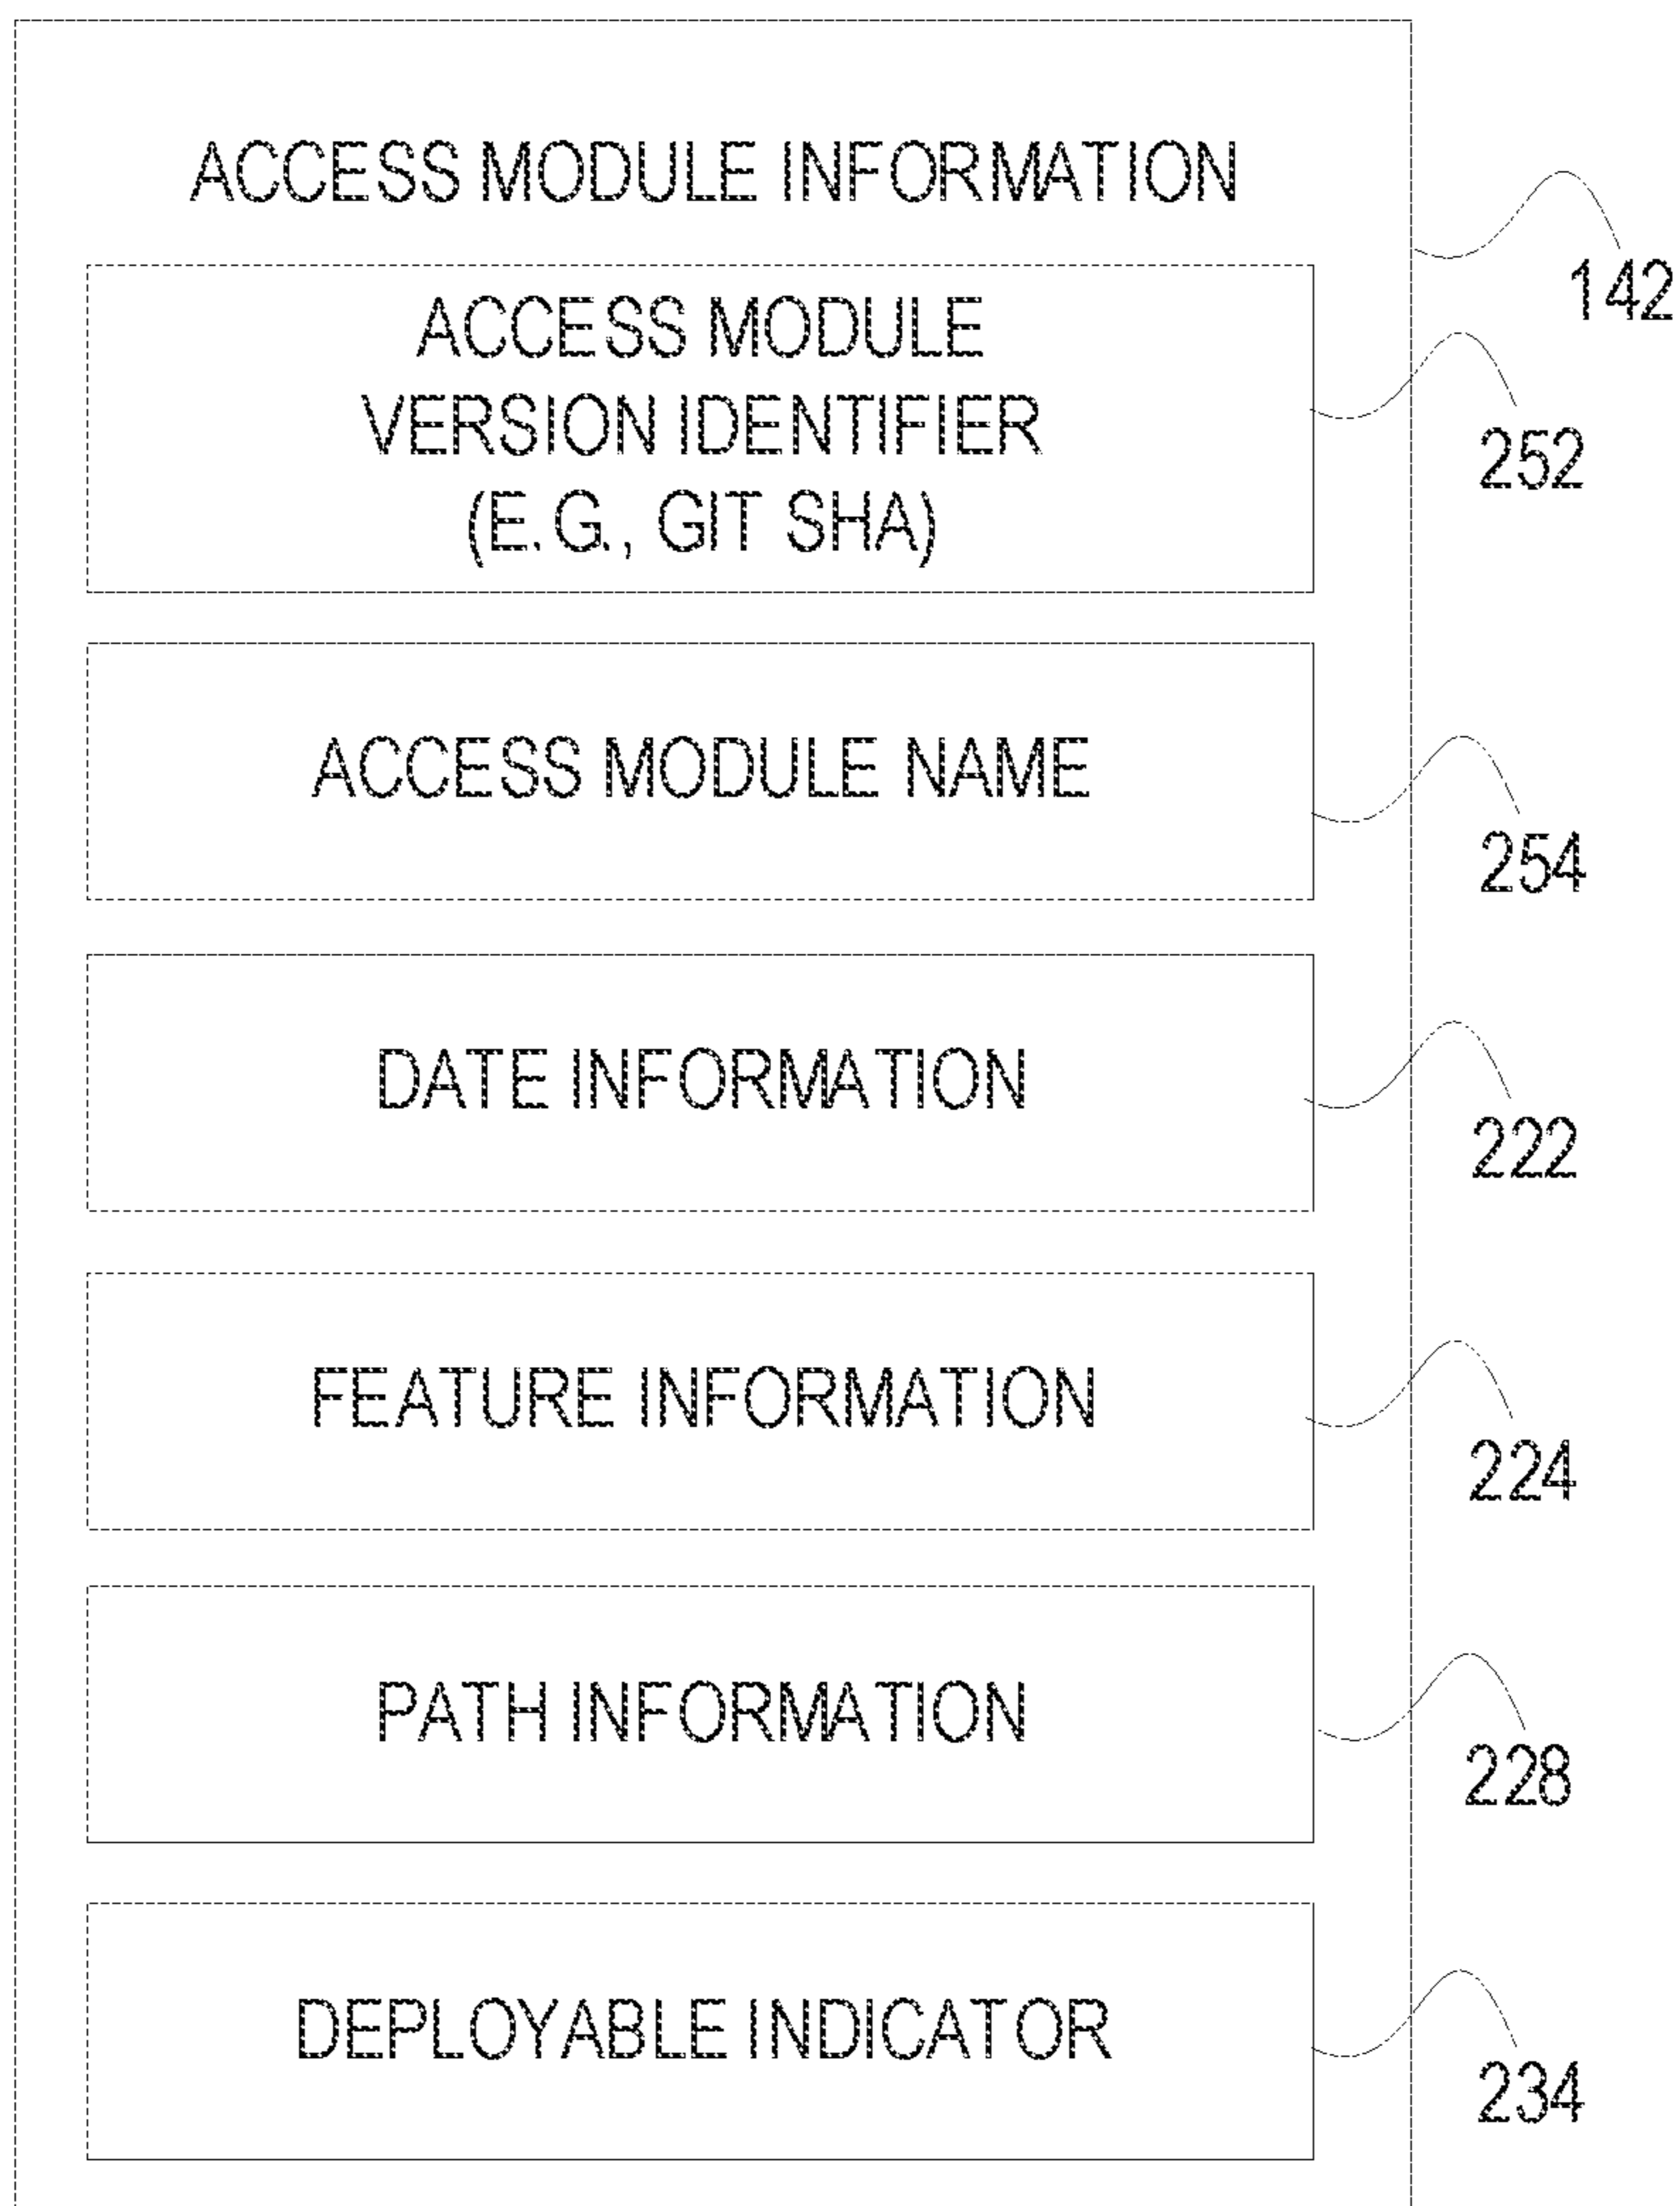 ACCESS MODULE INFORMATION
142
ACCESS MODULE
VERSION IDENTIFIER
(E.G., GIT SHA)
252
ACCESS MODULE NAME
254
DATE INFORMATION
222
FEATURE INFORMATION
224
PATH INFORMATION
228
DEPLOYABLE INDICATOR
234